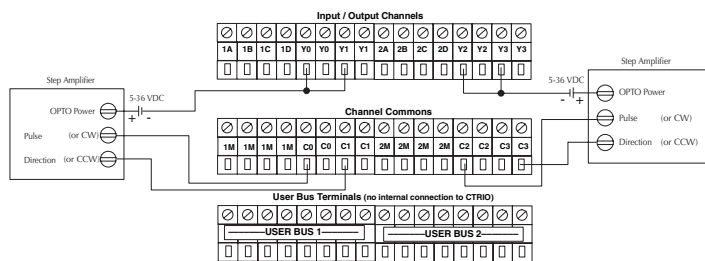 Input / Output Channels
1A 1B 1C 1D Y0 Y0 Y1 Y1 2A 2B 2C 2D Y2 Y2 Y3 Y3
Step Amplifier
Step Amplifier
5-36 VDC
5-36 VDC
OPTO Power
+ -
- +
OPTO Power
Channel Commons
Pulse (or CW)
Pulse (or CW)
1M 1M 1M 1M C0 C0 C1 C1 2M 2M 2M 2M C2 C2 C3 C3
Direction (or CCW)
Direction (or CCW)
User Bus Terminals (no internal connection to CTRIO)
USER BUS 1
USER BUS 2